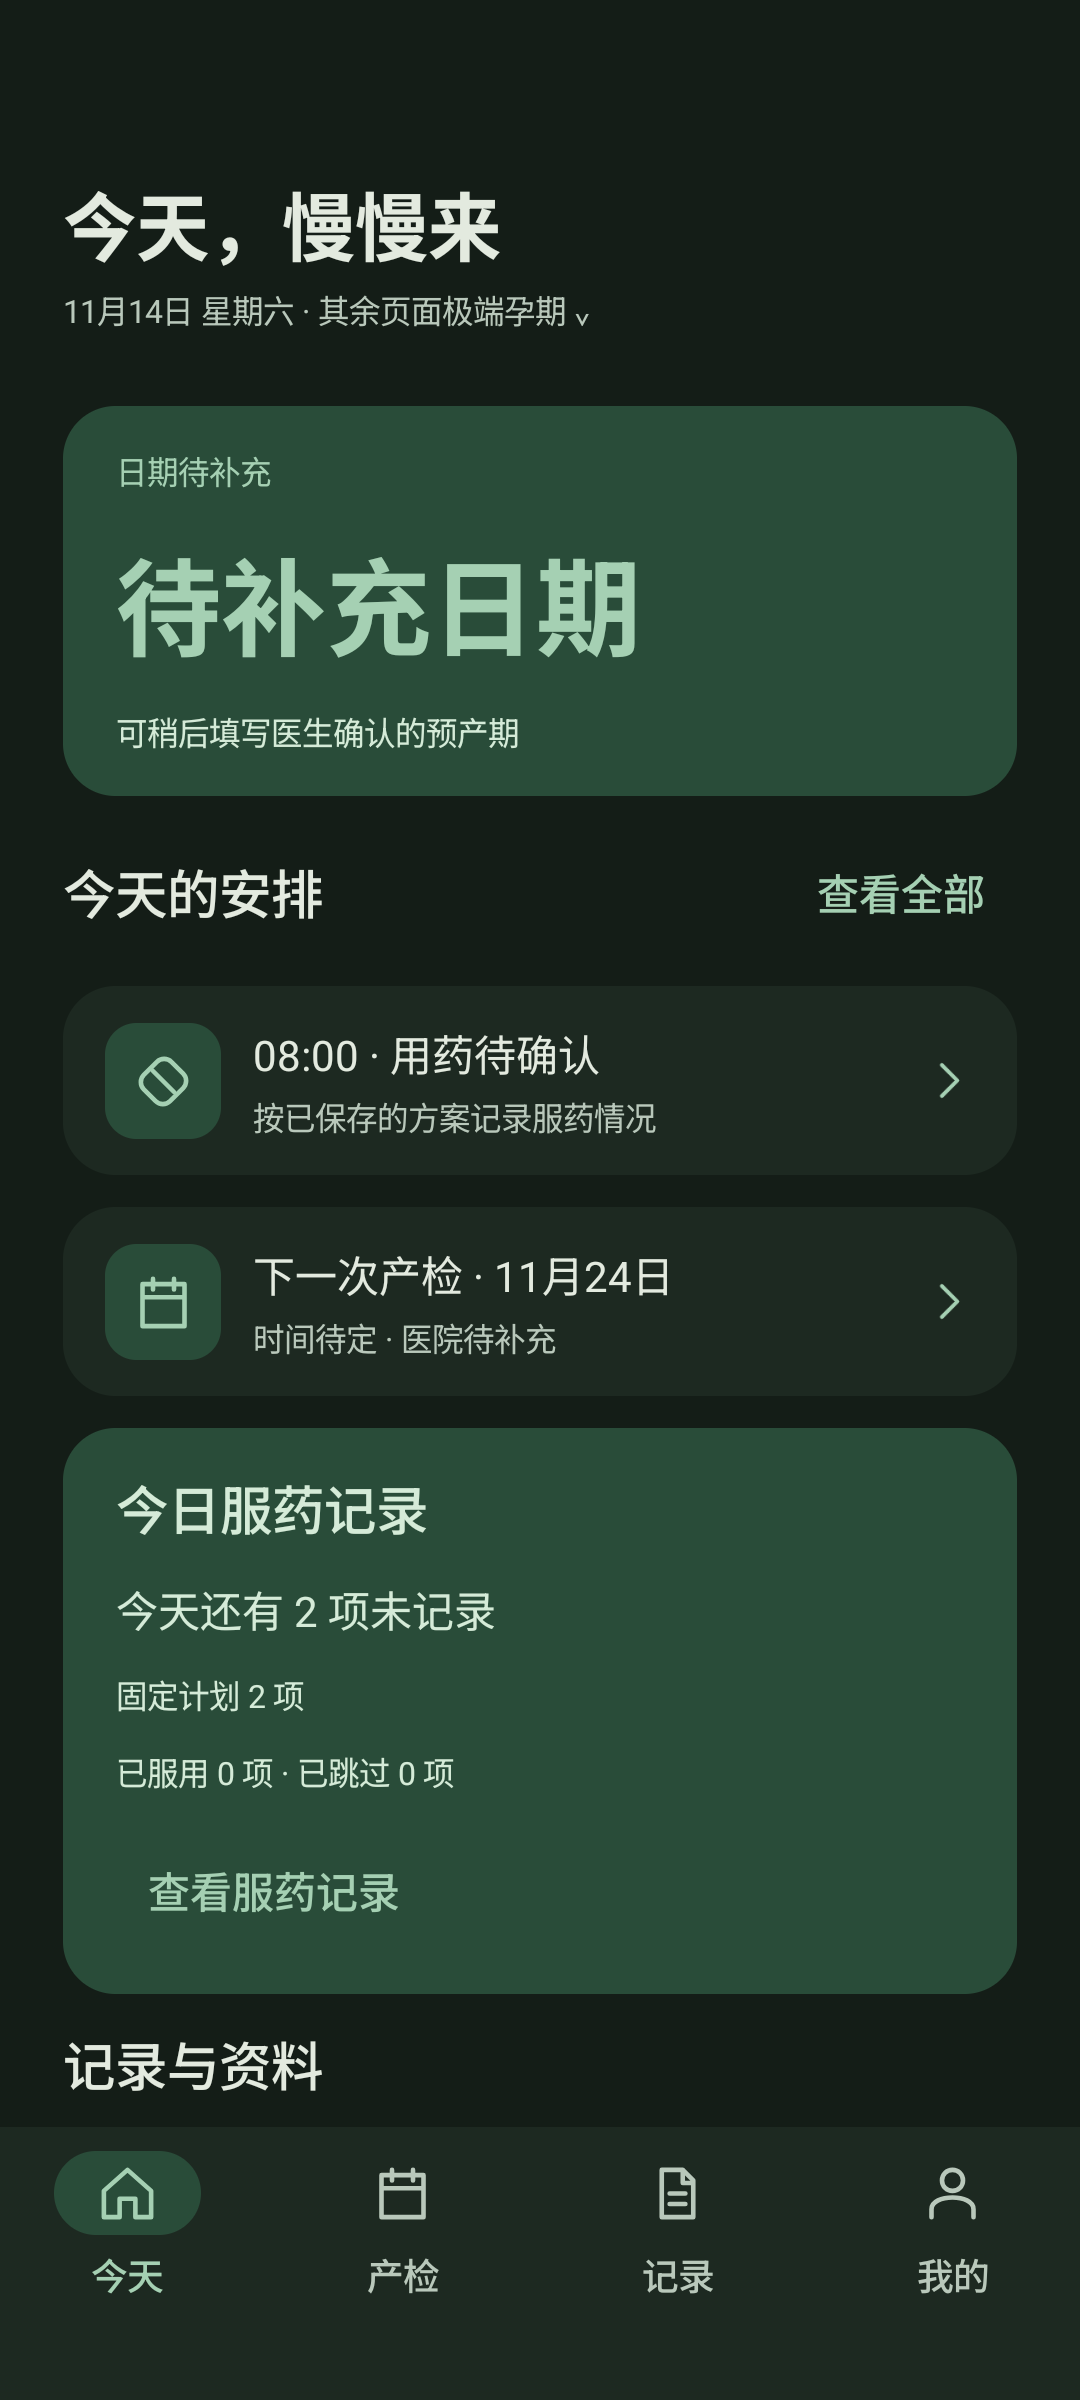 今天，慢慢来
11月14日 星期六 · 其余页面极端孕期
日期待补充
待补充日期
可稍后填写医生确认的预产期
今天的安排
查看全部
08:00 · 用药待确认
按已保存的方案记录服药情况
下一次产检 · 11月24日
时间待定 · 医院待补充
今日服药记录
今天还有 2 项未记录
固定计划 2 项
已服用 0 项 · 已跳过 0 项
查看服药记录
记录与资料
今天
产检
记录
我的